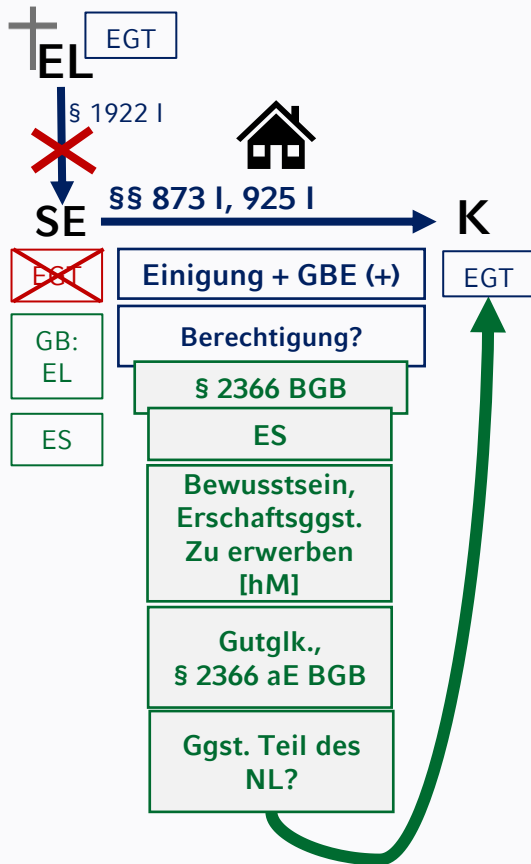 EL
EGT
§ 1922 I
SE
§§ 873 I, 925 I
K
EGT
Einigung + GBE (+)
EGT
GB:
EL
Berechtigung?
§ 2366 BGB
ES
ES
Bewusstsein,
Erschaftsggst.
Zu erwerben
[hM]
Gutglk.,
§ 2366 aE BGB
Ggst. Teil des
NL?